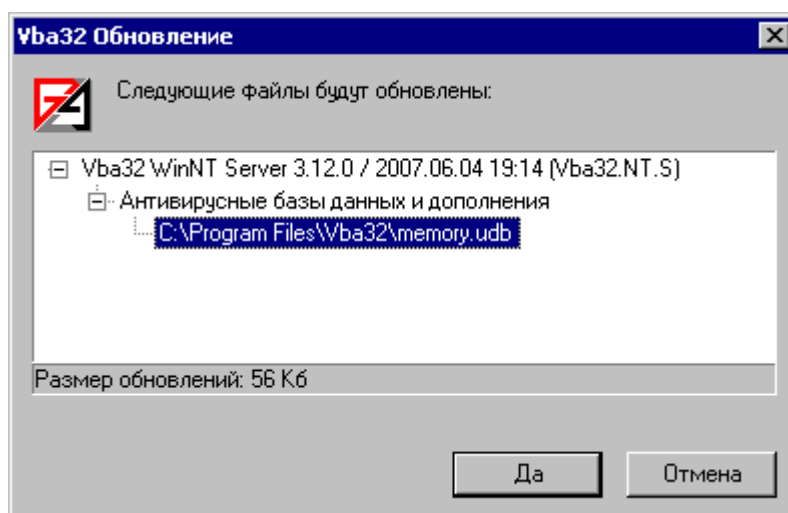 Vba32 Обновление
Следующие файлы будут обновлены:
Vba32 WinNT Server 3.12.0 / 2007.06.04 19:14 (Vba32.NT.S)
Антивирусные базы данных и дополнения
C:\Program Files\Vba32\memory.udb
Размер обновлений: 56 Кб
Да
Отмена